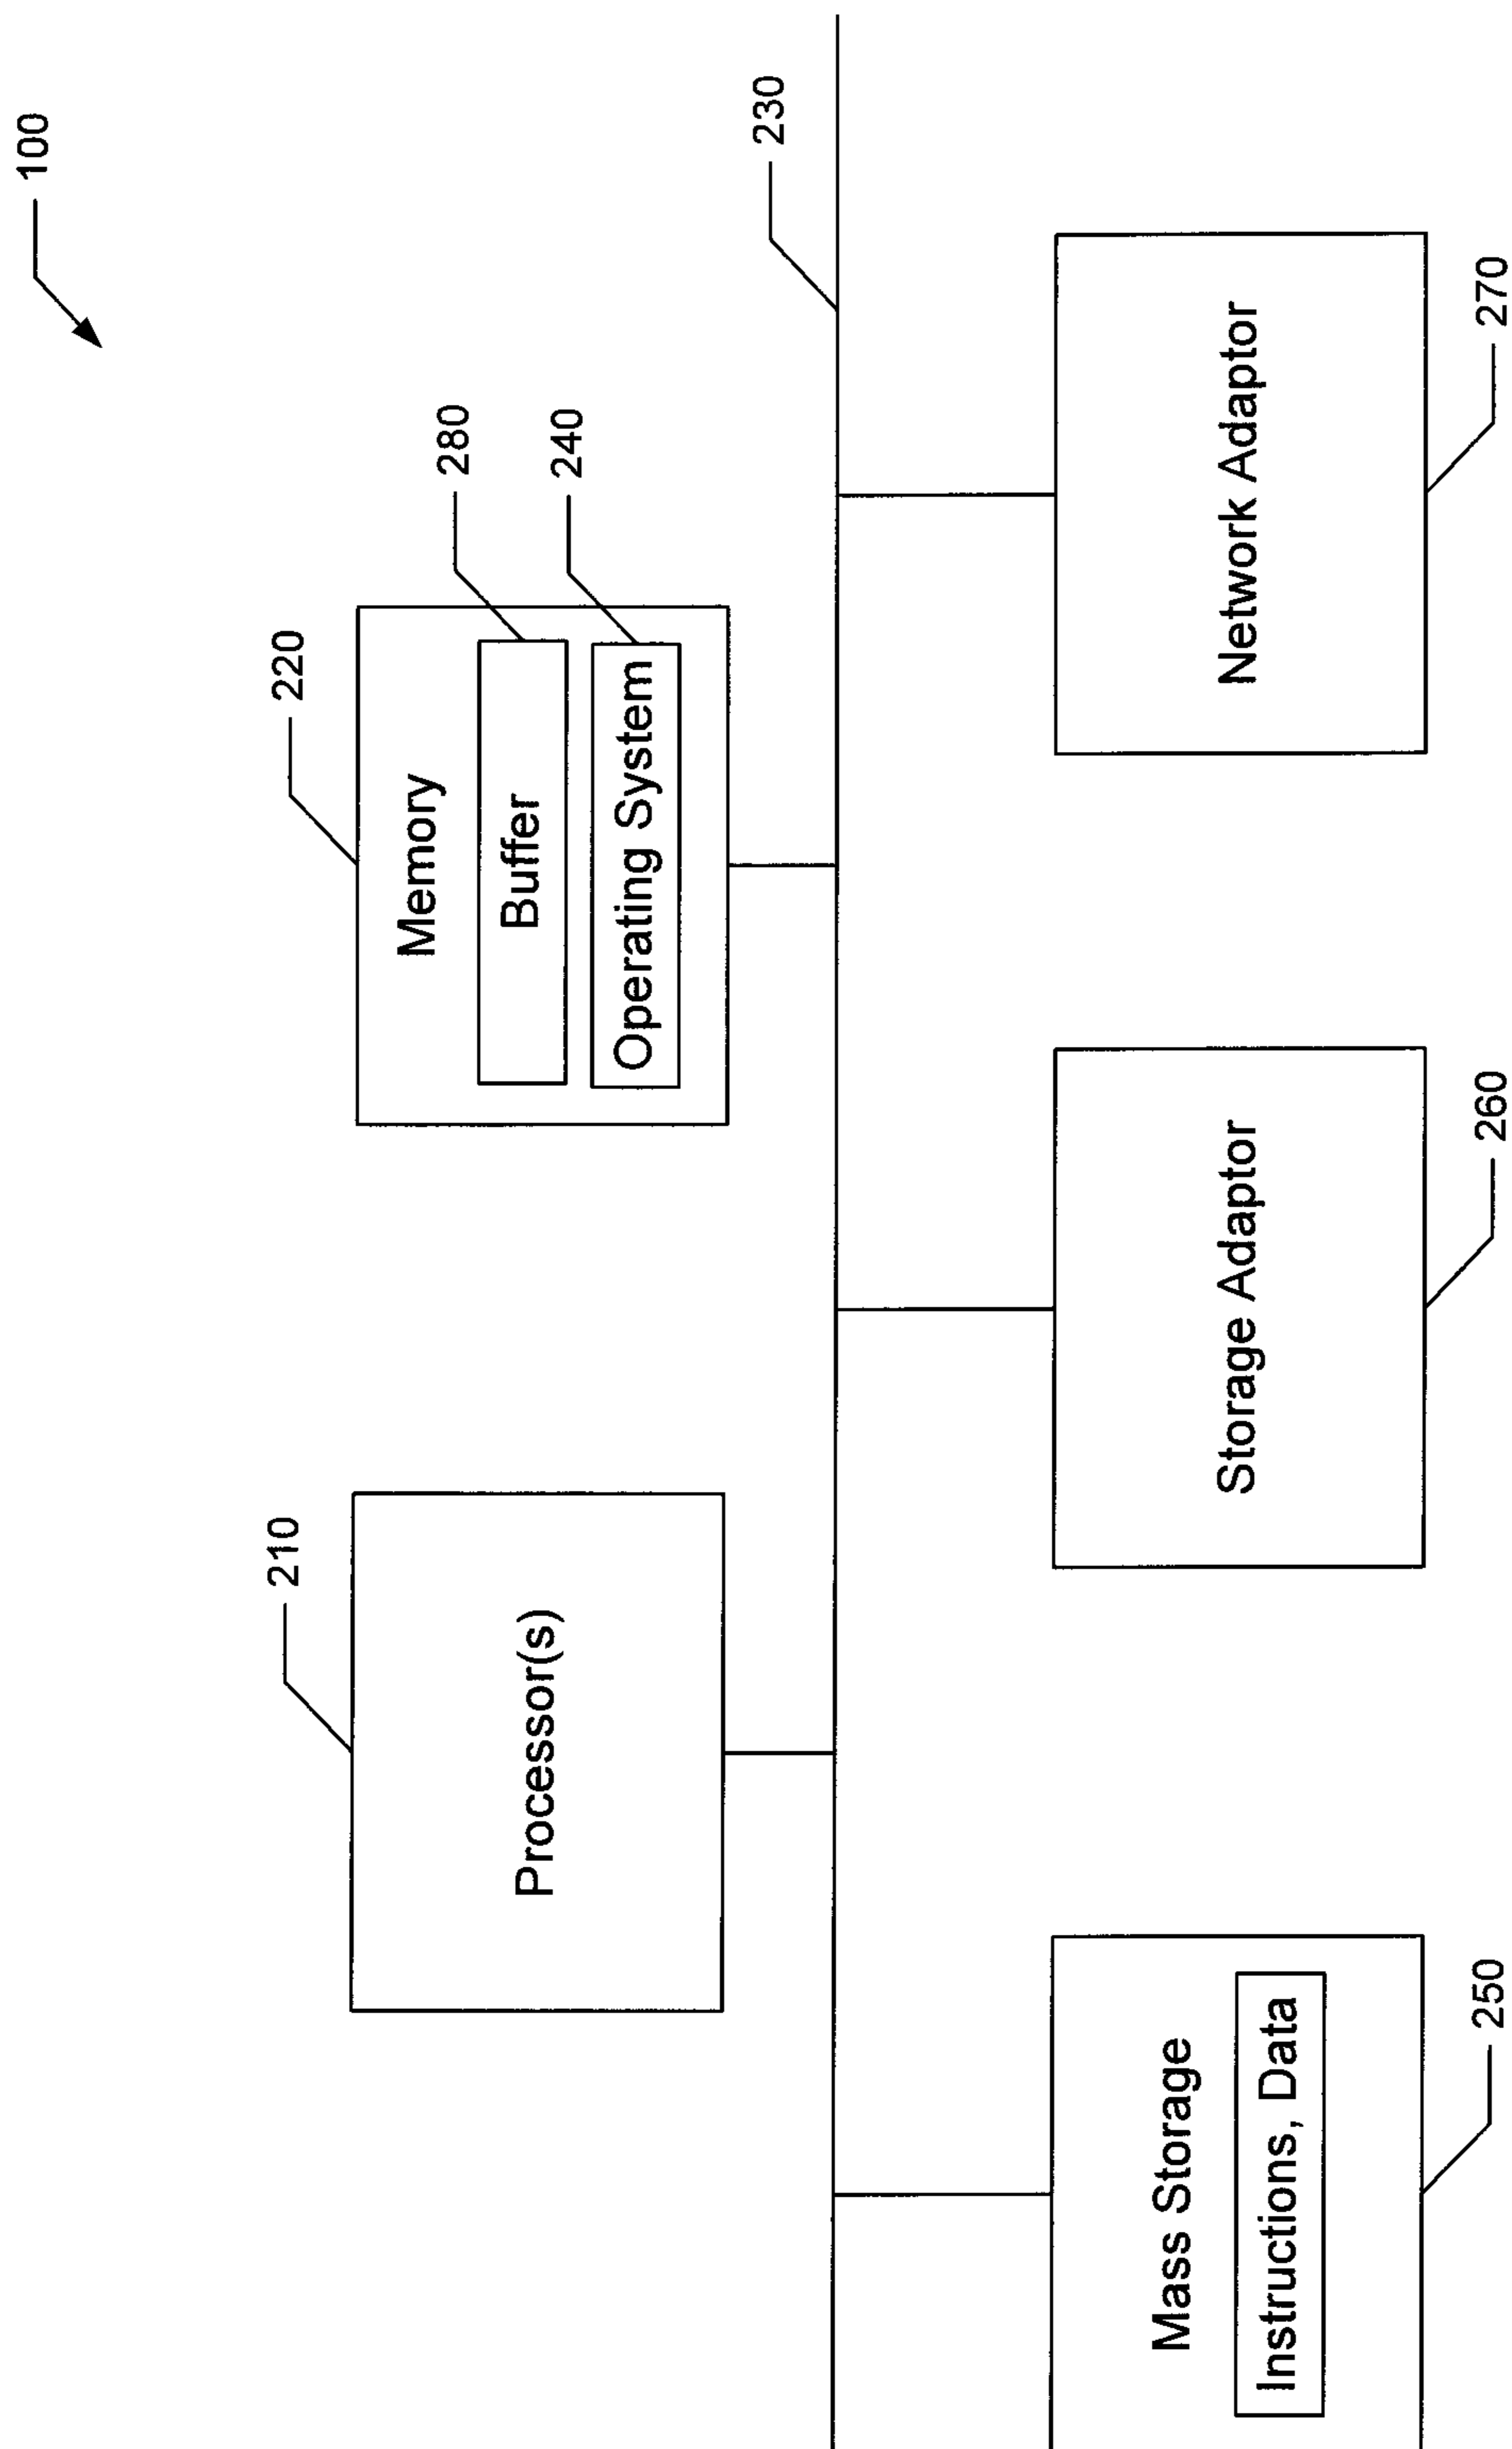 100
210
Processor(s)
220
Memory
280
Buffer
240
Operating System
230
Mass Storage
Instructions, Data
250
Storage Adaptor
260
Network Adaptor
270